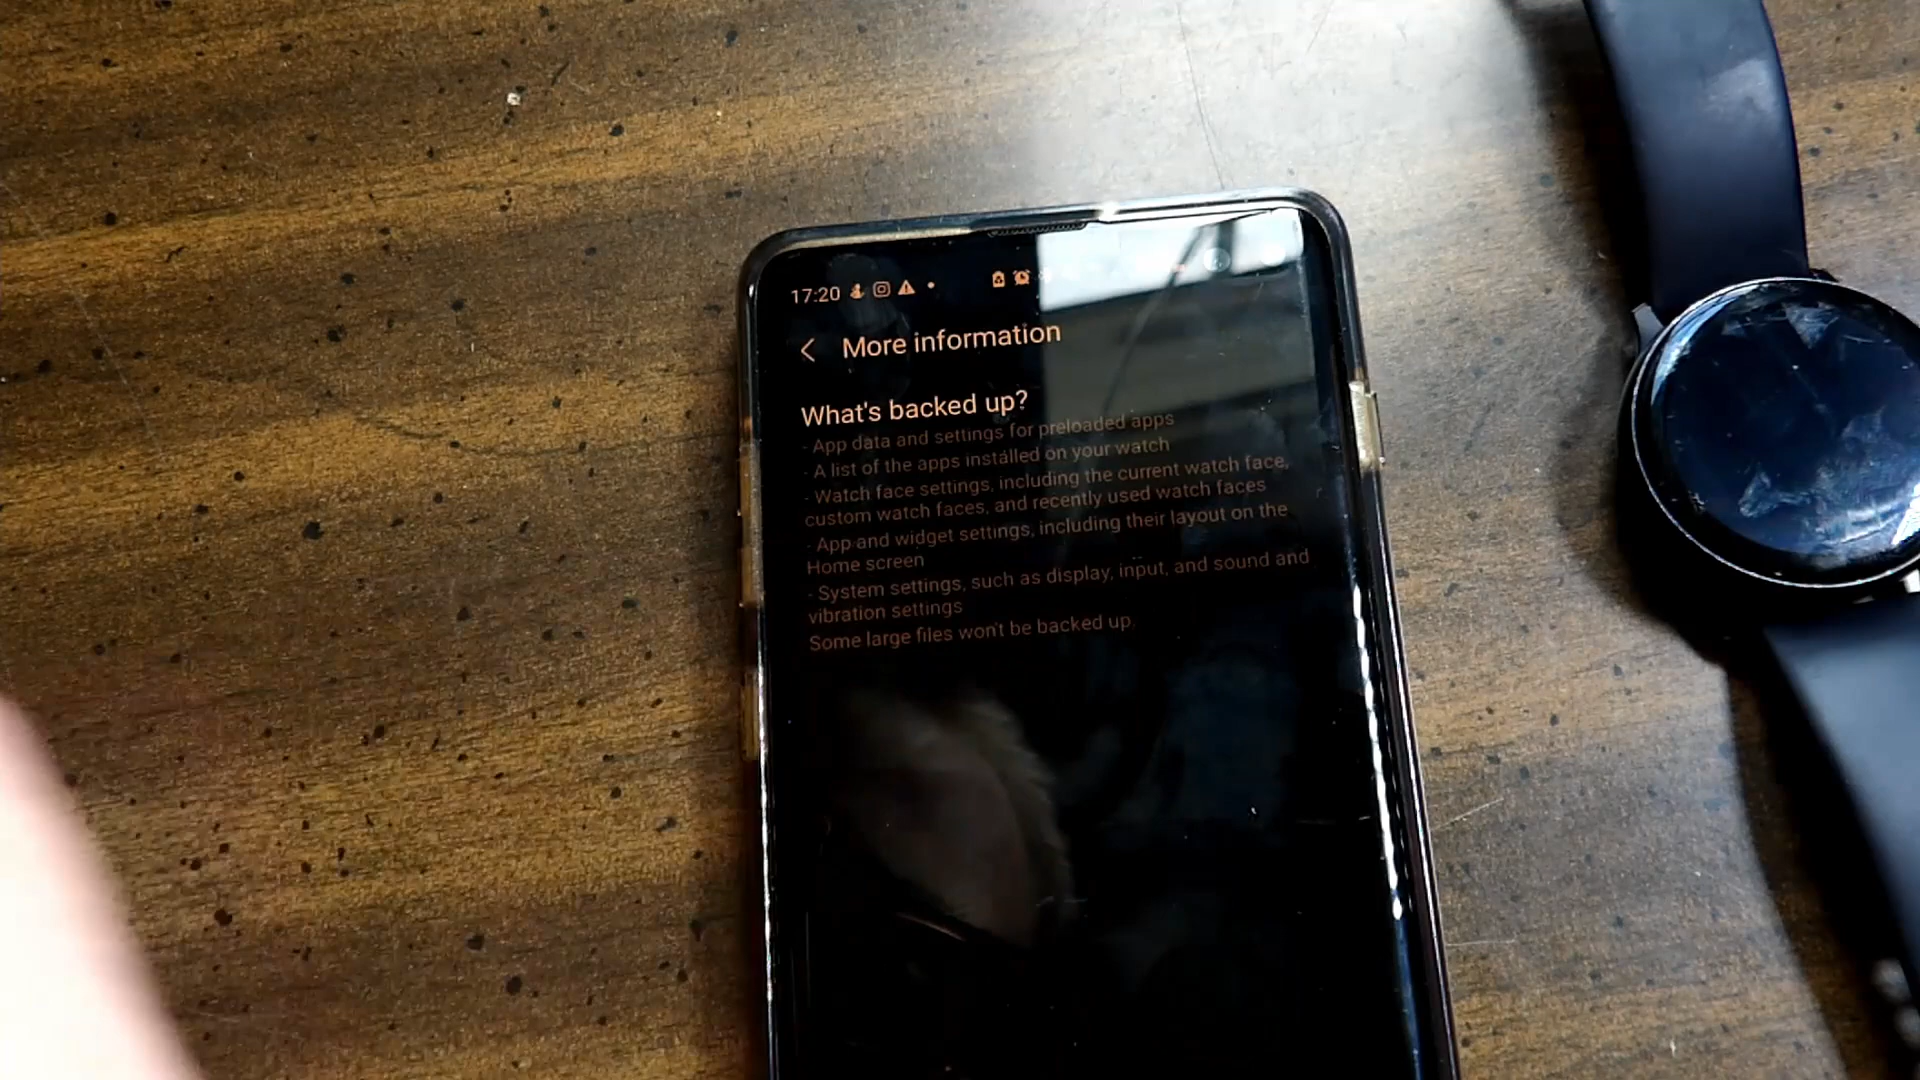 17:20
More information
What's backed up?
- App data and settings for preloaded apps
- A list of the apps installed on your watch
- Watch face settings, including the current watch face,
custom watch faces, and recently used watch faces
- App and widget settings, including their layout on the
Home screen
- System settings, such as display, input, and sound and
vibration settings
Some large files won't be backed up.